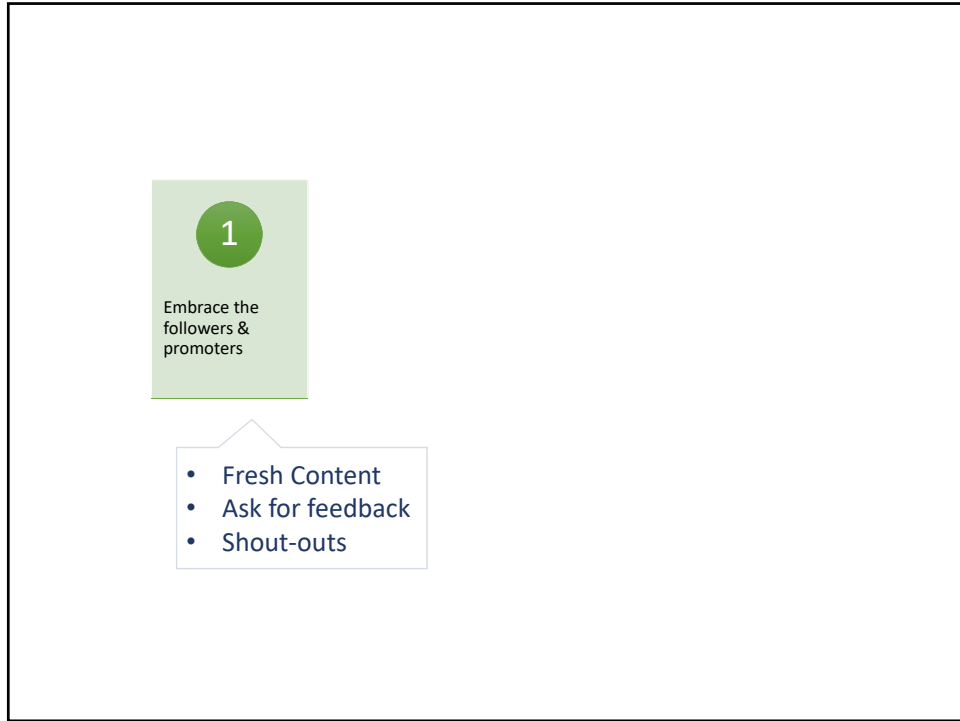 1
Embrace the
followers &
promoters
• Fresh Content
• Ask for feedback
• Shout-outs